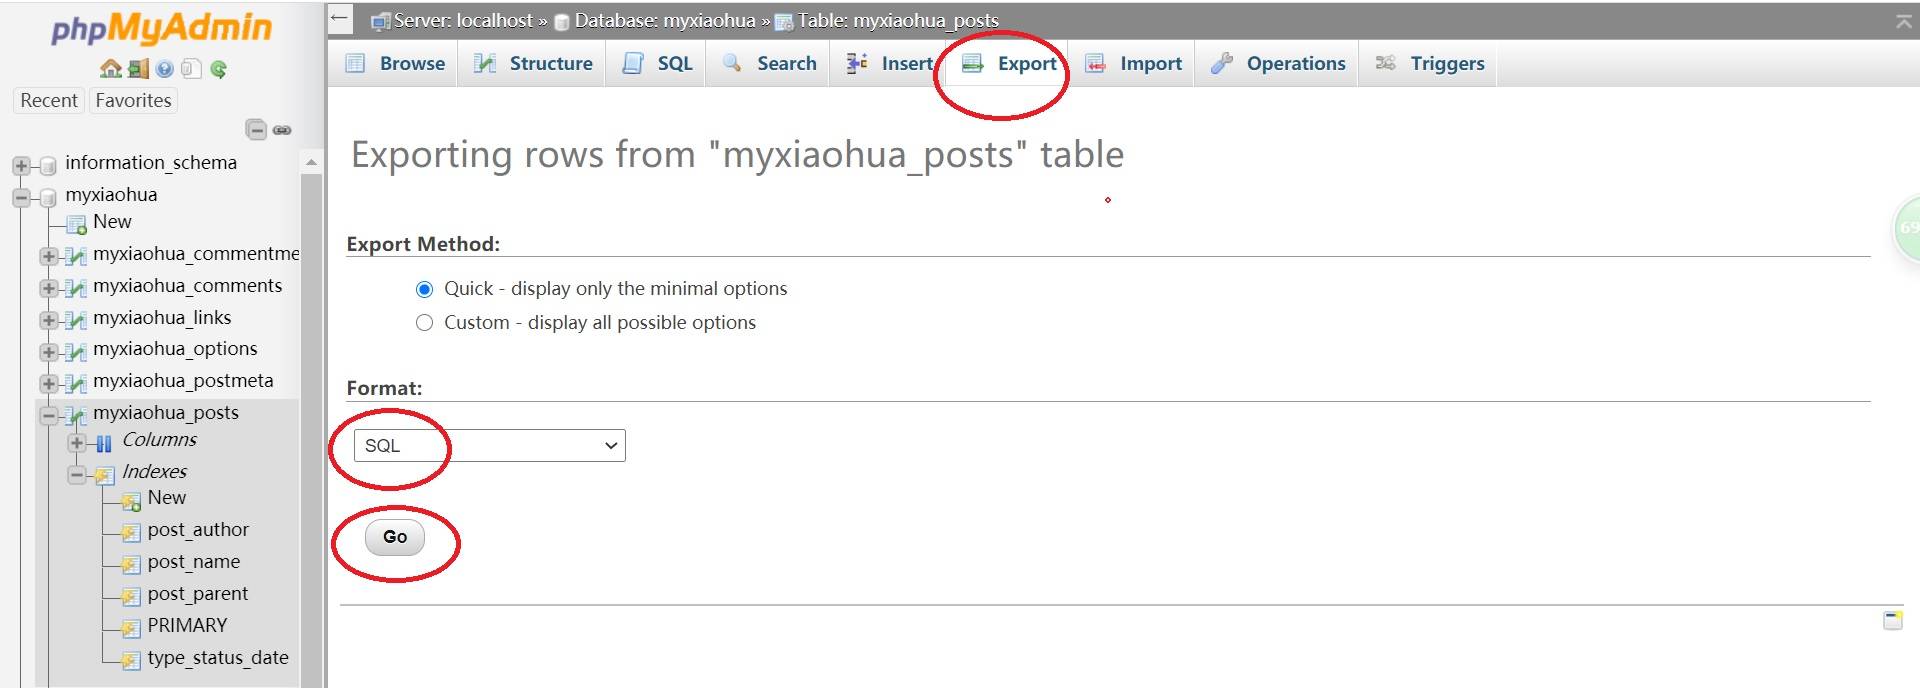 phpMyAdmin
Recent Favorites
information_schema
myxiaohua
New
myxiaohua_commentme
myxiaohua_comments
myxiaohua_links
myxiaohua_options
myxiaohua_postmeta
myxiaohua_posts
Columns
Indexes
New
post_author
post_name
post_parent
PRIMARY
type_status_date
Server: localhost » Database: myxiaohua » Table: myxiaohua_posts
Browse Structure SQL Search Insert Export Import Operations Triggers
Exporting rows from "myxiaohua_posts" table
69
Export Method:
Quick - display only the minimal options
Custom - display all possible options
Format:
SQL
Go